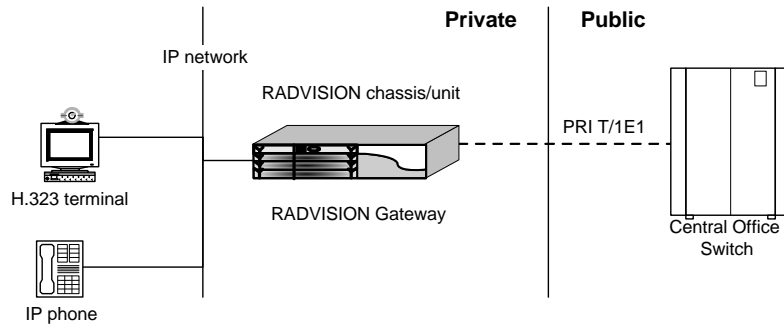 Private
Public
IP network
RADVISION chassis/unit
PRI T/1E1
H.323 terminal
RADVISION Gateway
Central Office
Switch
IP phone